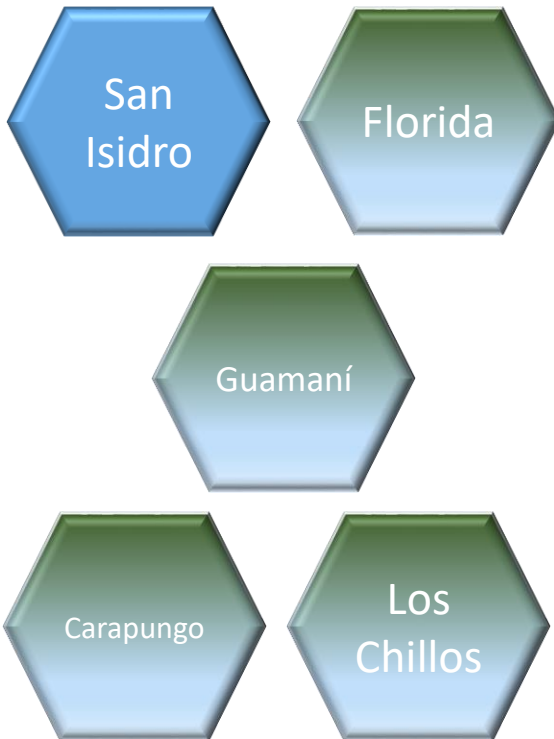 San
Isidro
Florida
Guamaní
Carapungo
Los
Chillos